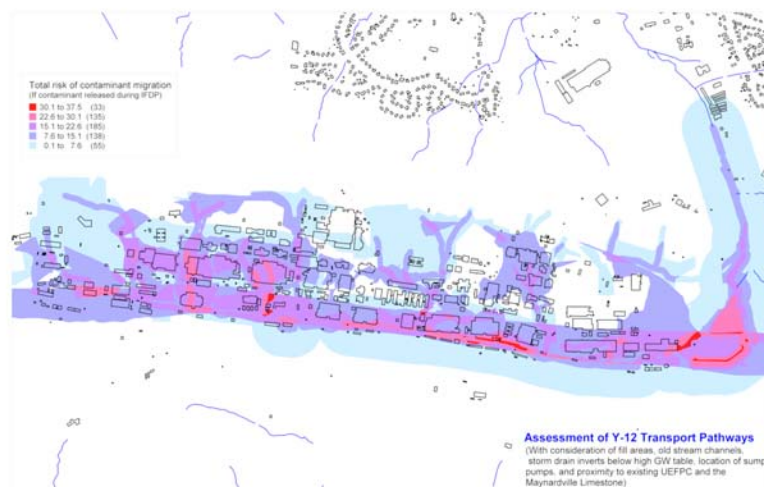 Total risk of contaminant migration
(If contaminant released during IFDP)
30.1 to 37.5 (33)
22.6 to 30.1 (135)
15.1 to 22.6 (185)
7.6 to 15.1 (138)
0.1 to 7.6 (55)
Assessment of Y-12 Transport Pathways
(With consideration of fill areas, old stream channels,
storm drain inverts below high GW table, location of sump
pumps, and proximity to existing UEFPC and the
Maynardville Limestone)